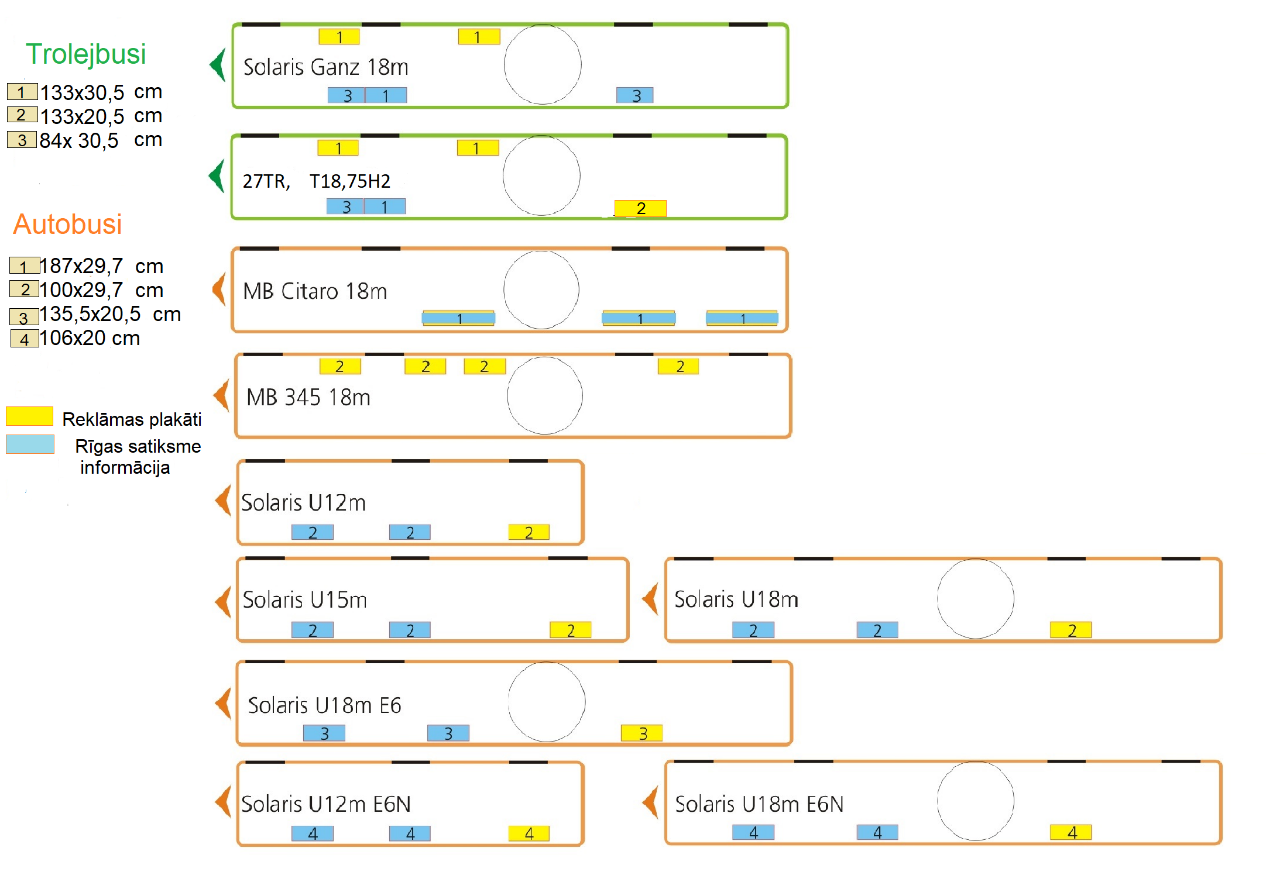 Trolejbusi
1 133x30,5 cm
2 133x20,5 cm
3 84x 30,5 cm
Autobusi
1 187x29,7 cm
2 100x29,7 cm
3 135,5x20,5 cm
4 106x20 cm
Reklāmas plakāti
Rīgas satiksme
informācija
1 1
Solaris Ganz 18m
3 1 3
1 1
27TR, T18,75H2
3 1 2
MB Citaro 18m
1 1 1
2 2 2 2
MB 345 18m
Solaris U12m
2 2 2
Solaris U15m
2 2 2
Solaris U18m
2 2 2
Solaris U18m E6
3 3 3
Solaris U12m E6N
4 4 4
Solaris U18m E6N
4 4 4